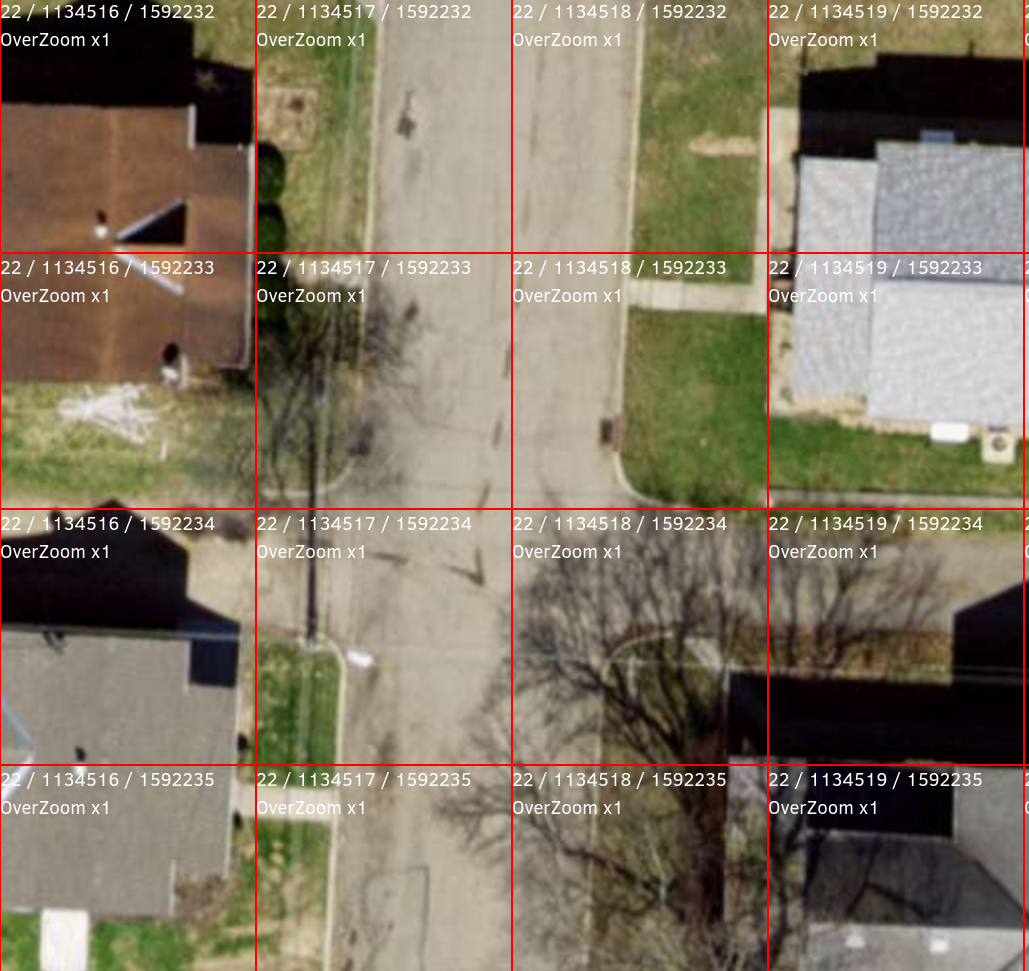 22 / 1134516 / 1592232
OverZoom x1
22 / 1134517 / 1592232
OverZoom x1
22 / 1134518 / 1592232
OverZoom x1
22 / 1134519 / 1592232
OverZoom x1
22 / 1134516 / 1592233
OverZoom x1
22 / 1134517 / 1592233
OverZoom x1
22 / 1134518 / 1592233
OverZoom x1
22 / 1134519 / 1592233
OverZoom x1
22 / 1134516 / 1592234
OverZoom x1
22 / 1134517 / 1592234
OverZoom x1
22 / 1134518 / 1592234
OverZoom x1
22 / 1134519 / 1592234
OverZoom x1
22 / 1134516 / 1592235
OverZoom x1
22 / 1134517 / 1592235
OverZoom x1
22 / 1134518 / 1592235
OverZoom x1
22 / 1134519 / 1592235
OverZoom x1